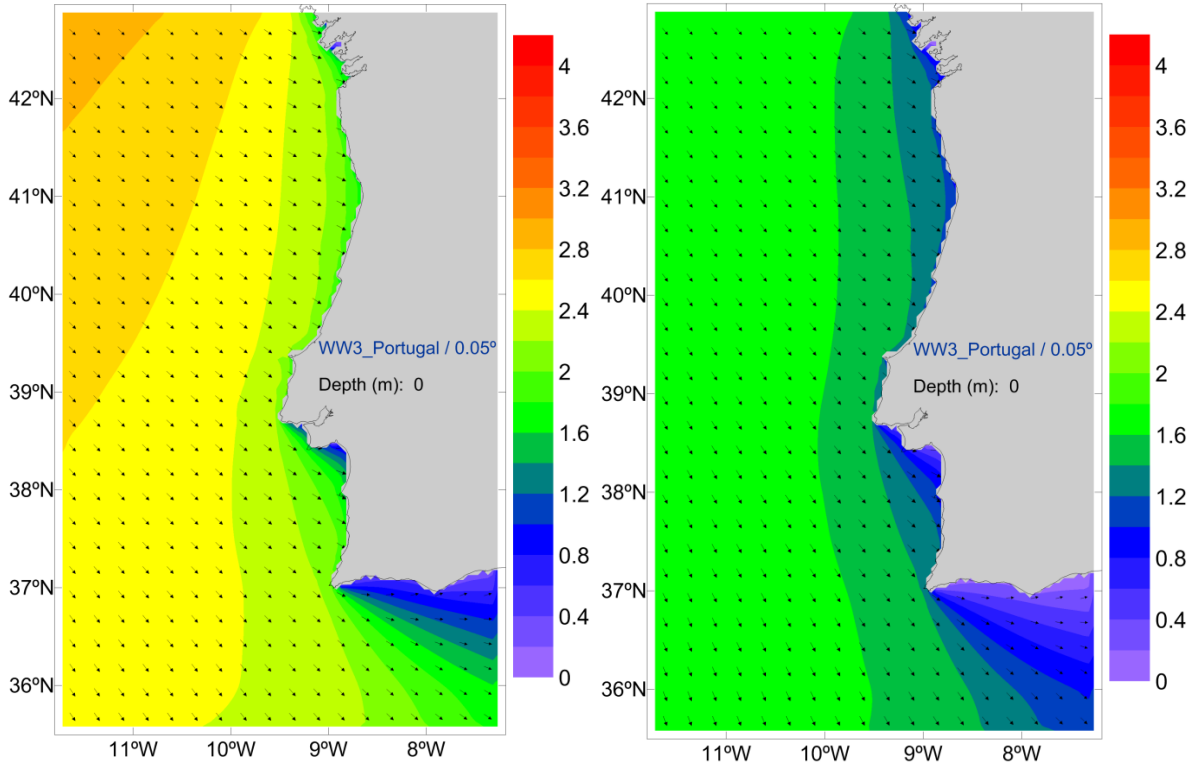 42ºN
41ºN
40ºN
39ºN
38ºN
37ºN
36ºN
11ºW
10ºW
9ºW
8ºW
WW3_Portugal / 0.05º
Depth (m): 0
4
3.6
3.2
2.8
2.4
2
1.6
1.2
0.8
0.4
0
42ºN
41ºN
40ºN
39ºN
38ºN
37ºN
36ºN
11ºW
10ºW
9ºW
8ºW
WW3_Portugal / 0.05º
Depth (m): 0
4
3.6
3.2
2.8
2.4
2
1.6
1.2
0.8
0.4
0